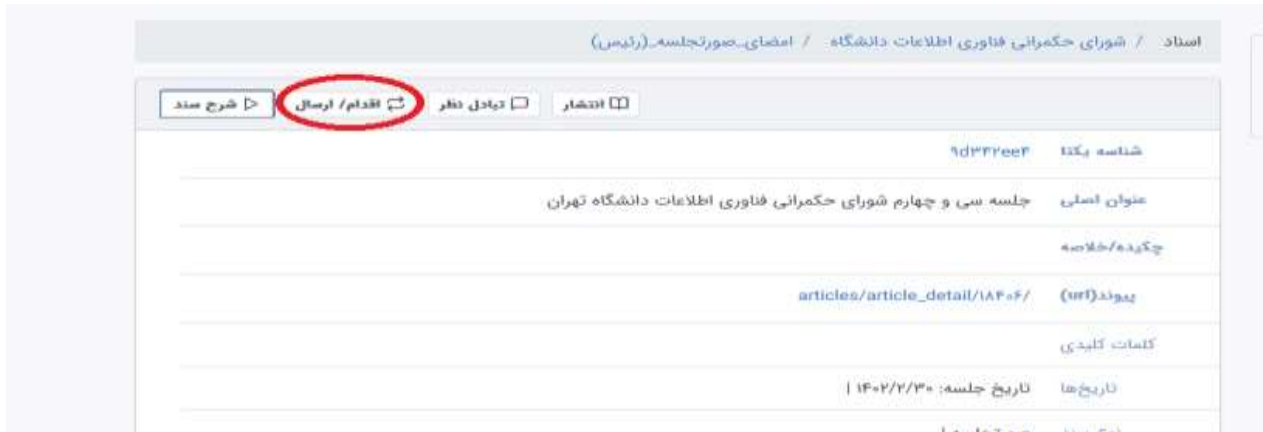 اسناد / شورای حکمرانی فناوری اطلاعات دانشگاه / امضای_صورتجلسه_(رئیس)
انتشار تبادل نظر اقدام/ ارسال شرح سند
شناسه یکتا ۹d۳۴۲ee۴
عنوان اصلی جلسه سی و چهارم شورای حکمرانی فناوری اطلاعات دانشگاه تهران
چکیده/خلاصه
پیوند(url) articles/article_detail/۱۸۴۰۶/
کلمات کلیدی
تاریخ‌ها تاریخ جلسه: ۱۴۰۲/۲/۳۰ |